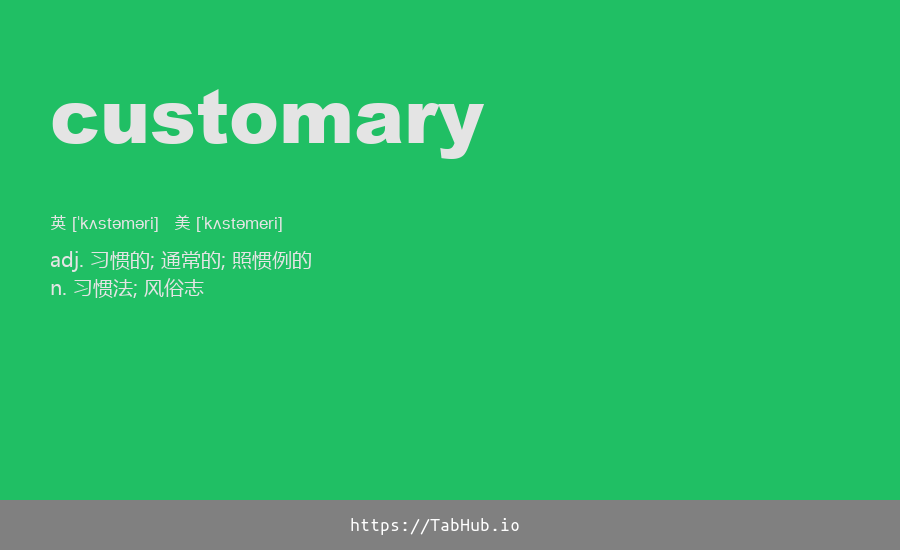 customary
英 [ˈkʌstəməri] 美 [ˈkʌstəmeri]
adj. 习惯的; 通常的; 照惯例的
n. 习惯法; 风俗志
https://TabHub.io